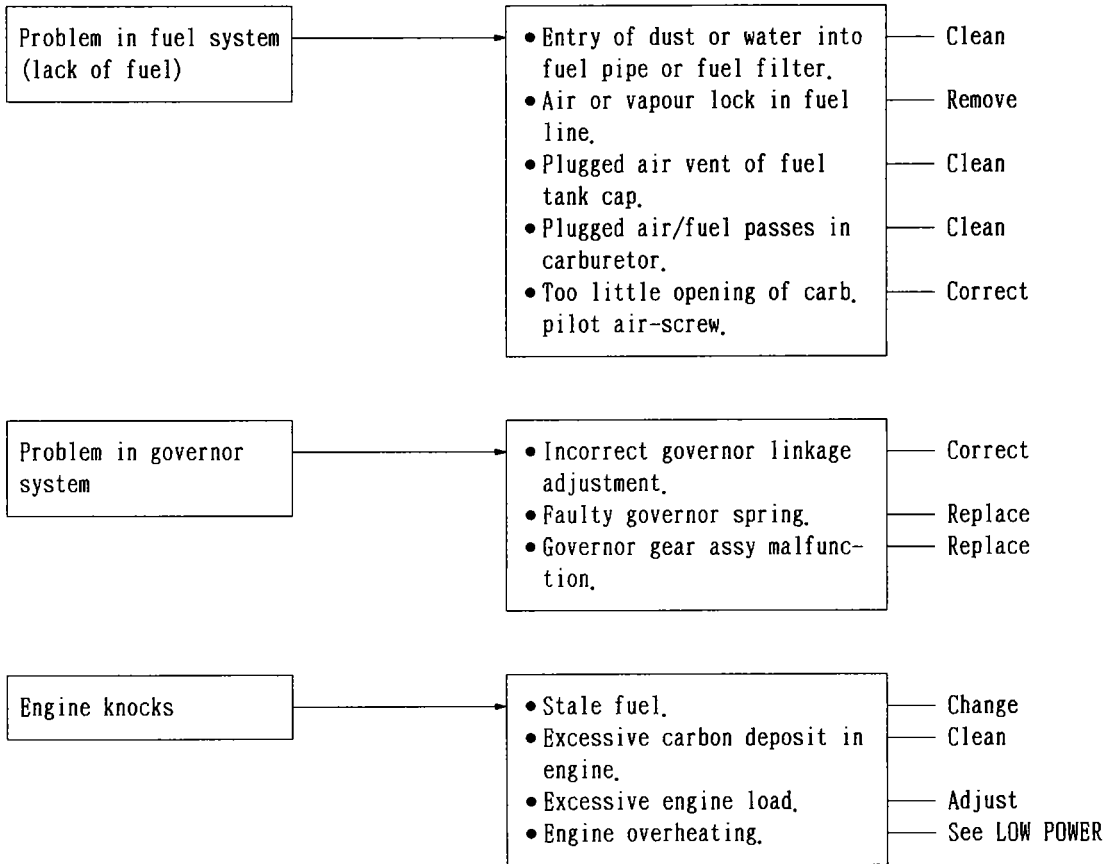 Problem in fuel system
(lack of fuel)
• Entry of dust or water into
fuel pipe or fuel filter.
Clean
• Air or vapour lock in fuel
line.
Remove
• Plugged air vent of fuel
tank cap.
Clean
• Plugged air/fuel passes in
carburetor.
Clean
• Too little opening of carb.
pilot air-screw.
Correct
Problem in governor
system
• Incorrect governor linkage
adjustment.
Correct
• Faulty governor spring.
Replace
• Governor gear assy malfunc-
tion.
Replace
Engine knocks
• Stale fuel.
Change
• Excessive carbon deposit in
engine.
Clean
• Excessive engine load.
Adjust
• Engine overheating.
See LOW POWER